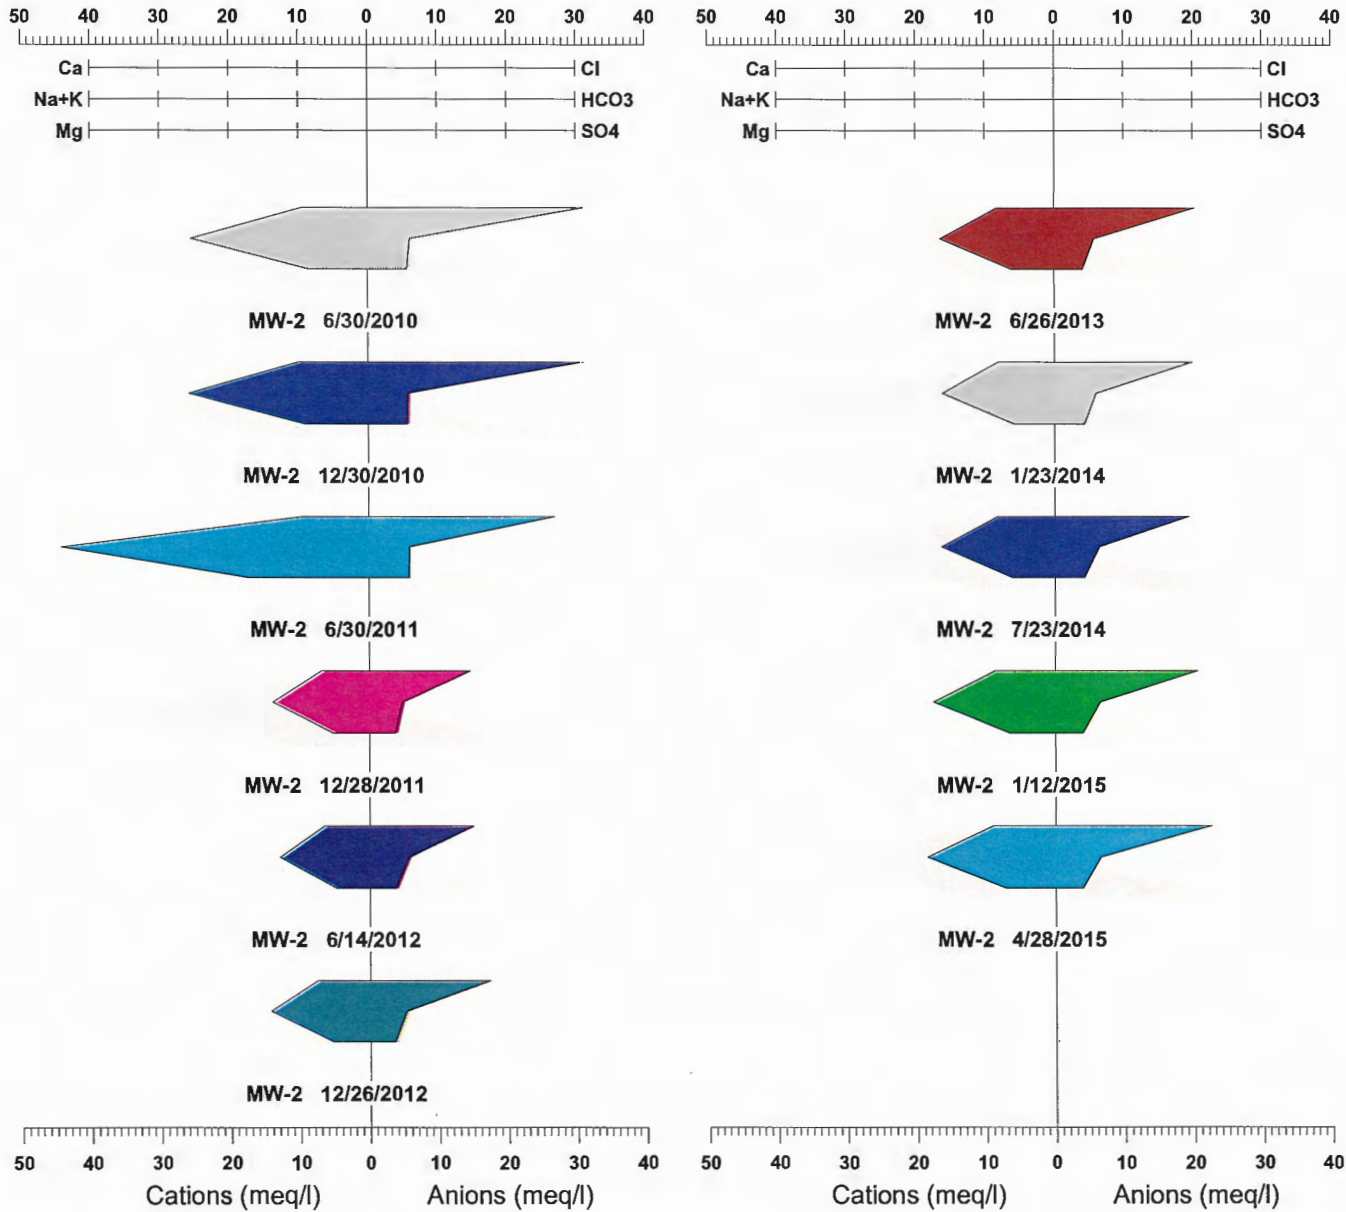 50 40 30 20 10 0 10 20 30 40
Ca Cl
Na+K HCO3
Mg SO4
MW-2 6/30/2010
MW-2 12/30/2010
MW-2 6/30/2011
MW-2 12/28/2011
MW-2 6/14/2012
MW-2 12/26/2012
50 40 30 20 10 0 10 20 30 40
Cations (meq/l) Anions (meq/l)
50 40 30 20 10 0 10 20 30 40
Ca Cl
Na+K HCO3
Mg SO4
MW-2 6/26/2013
MW-2 1/23/2014
MW-2 7/23/2014
MW-2 1/12/2015
MW-2 4/28/2015
50 40 30 20 10 0 10 20 30 40
Cations (meq/l) Anions (meq/l)